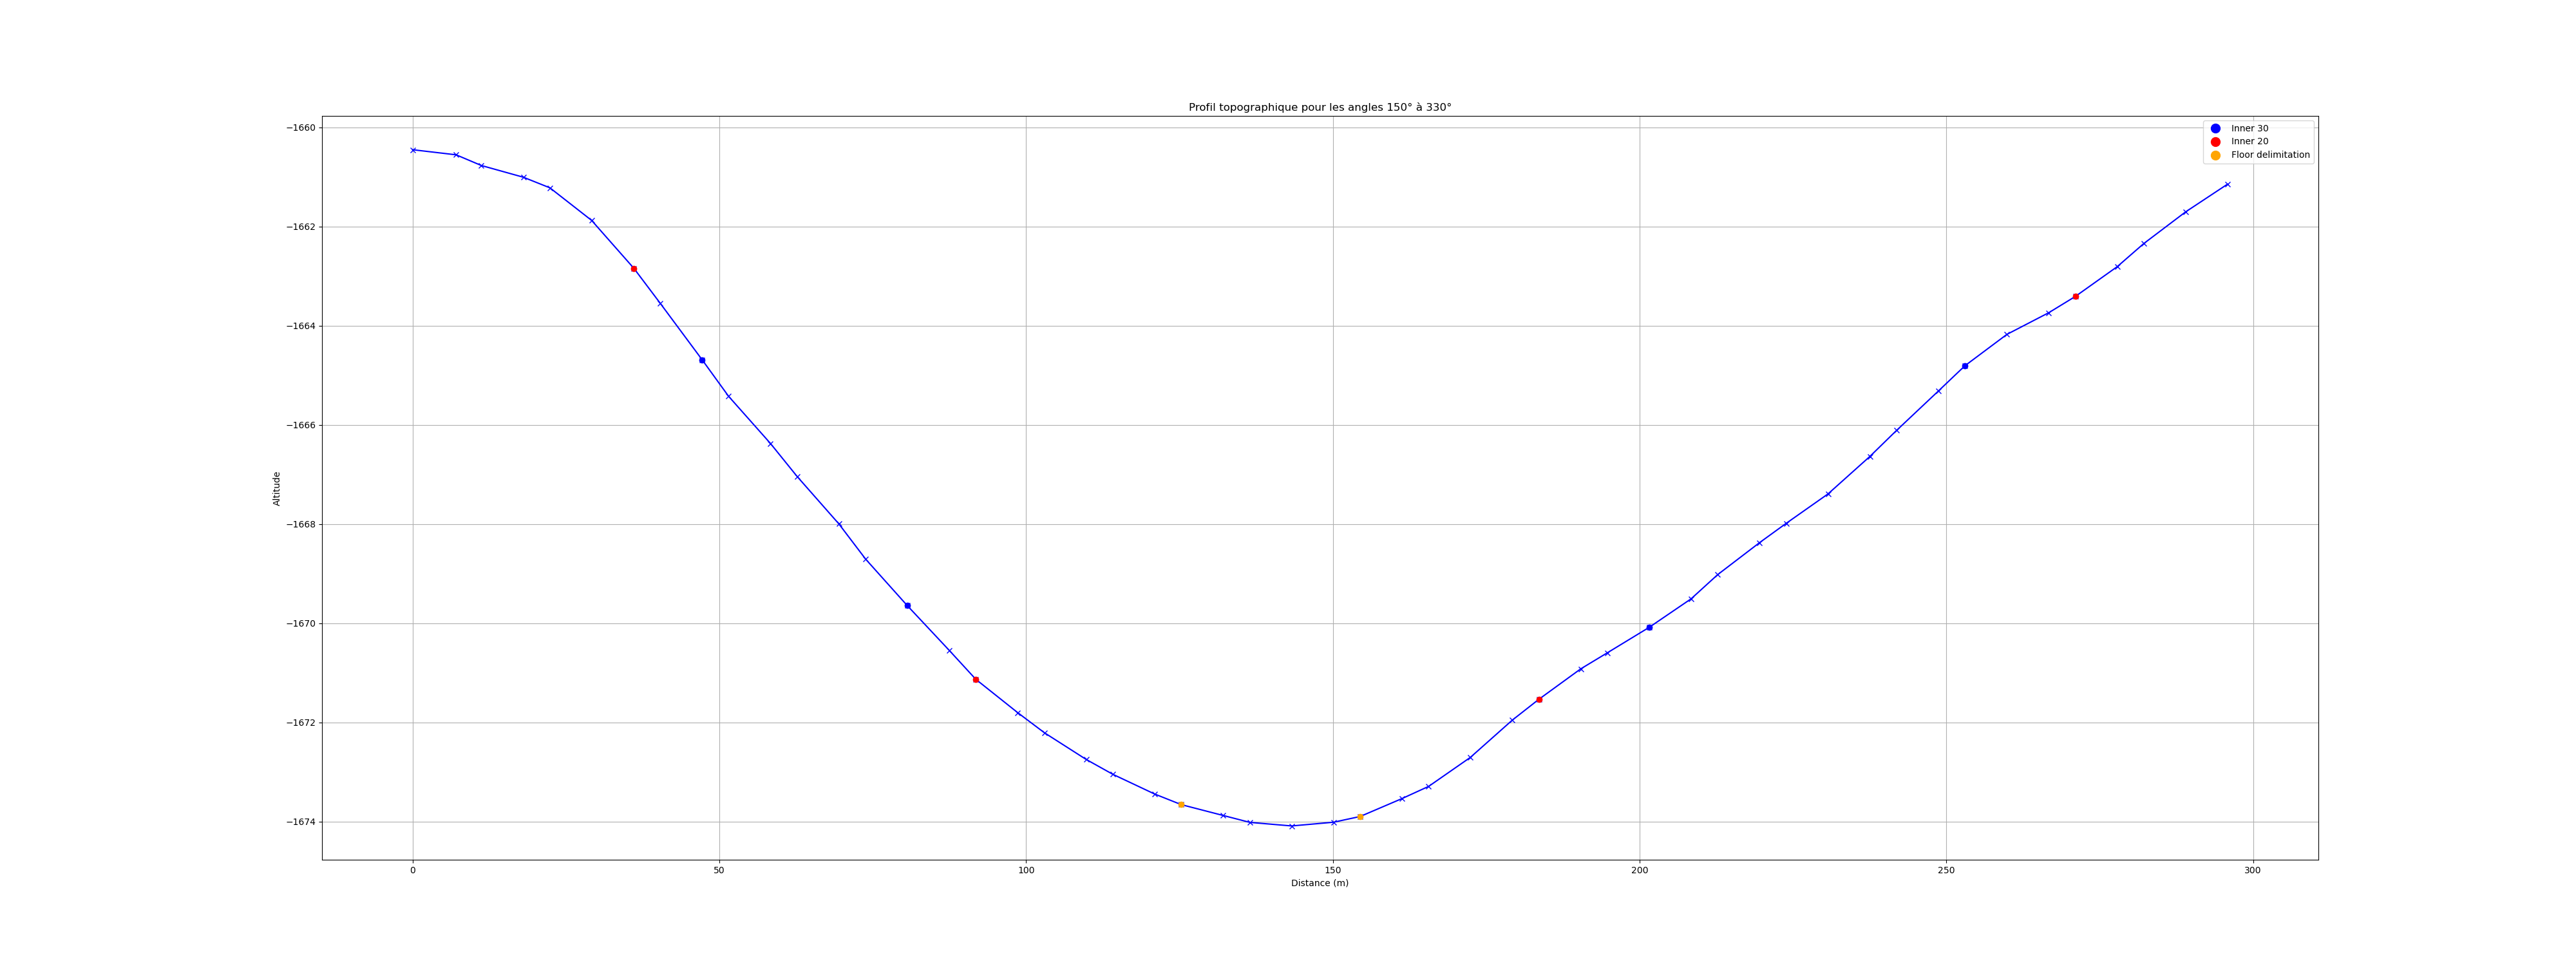 Profil topographique pour les angles 150° à 330°
Inner 30
Inner 20
Floor delimitation
−1660
−1662
−1664
−1666
−1668
−1670
−1672
−1674
Altitude
0 50 100 150 200 250 300
Distance (m)